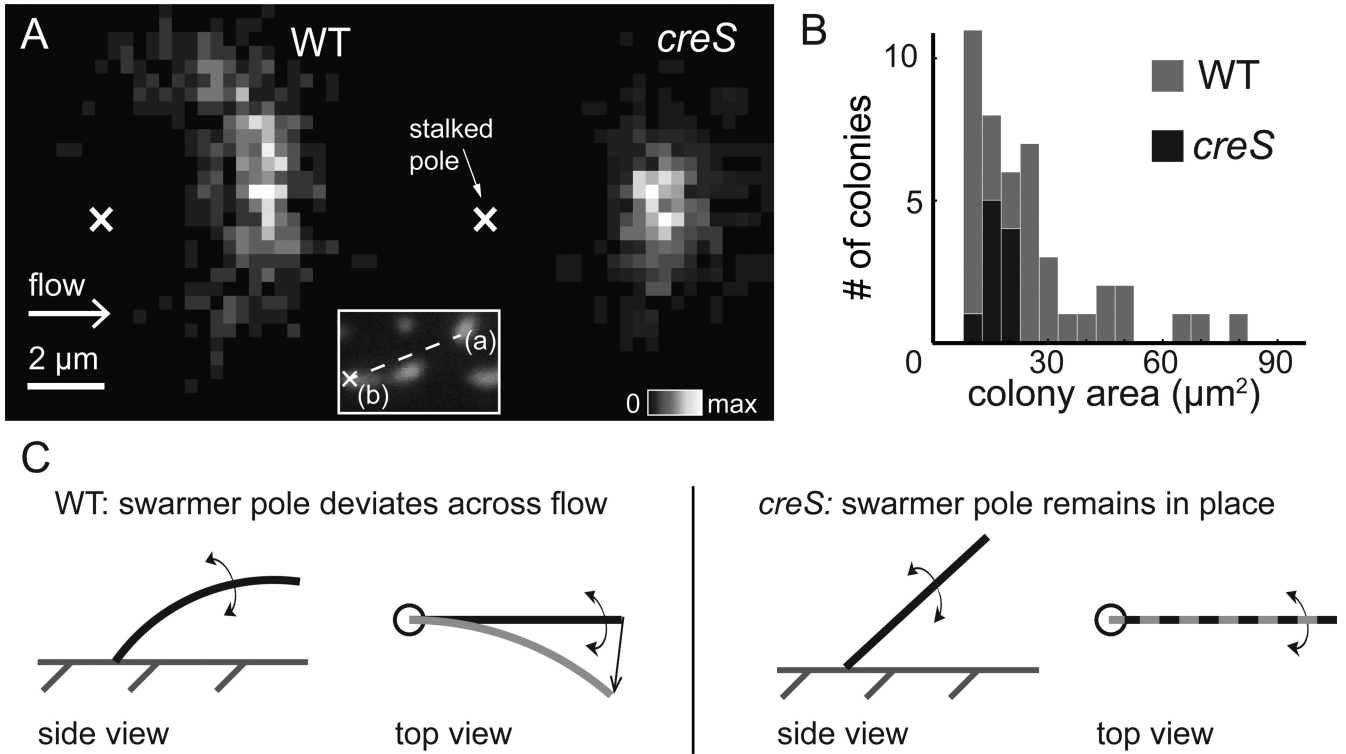 A
WT
creS
stalked
pole
flow
2 µm
(a)
(b)
0
max
B
10
5
# of colonies
WT
creS
0
30
60
90
colony area (µm²)
C
WT: swarmer pole deviates across flow
creS: swarmer pole remains in place
side view
top view
side view
top view